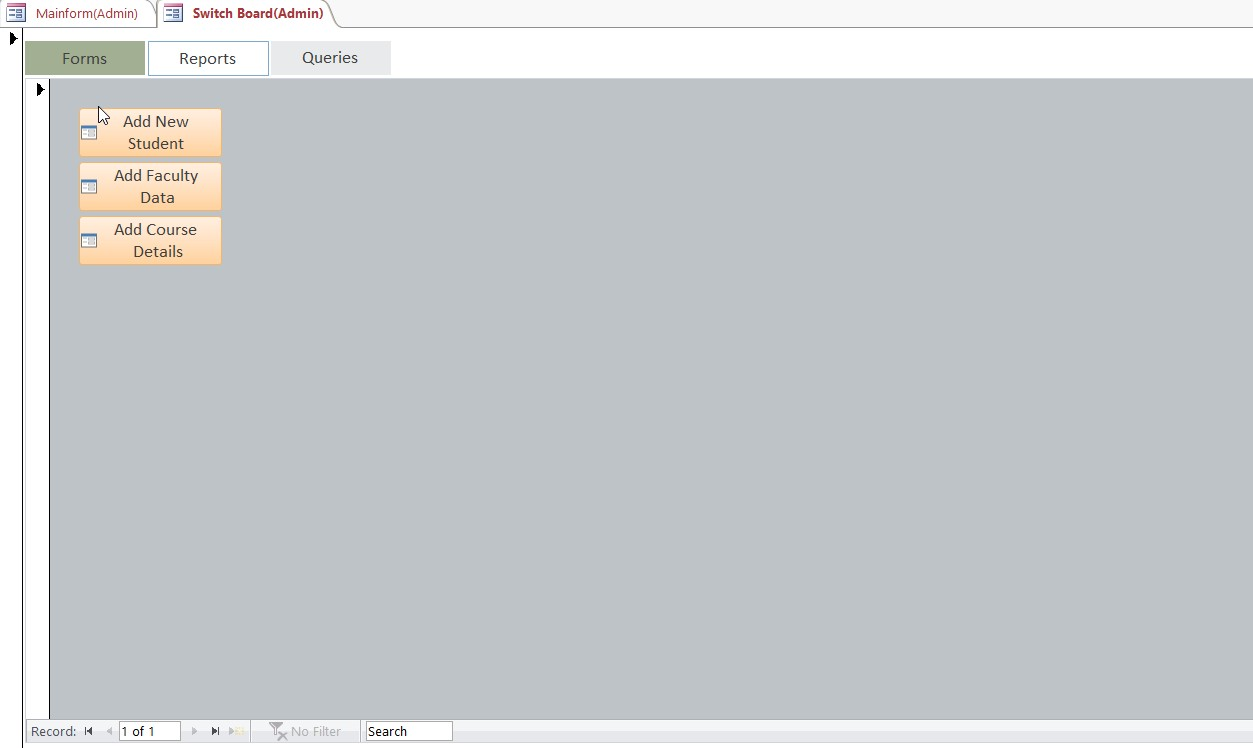 Mainform(Admin) Switch Board(Admin)
Forms Reports Queries
Add New
Student
Add Faculty
Data
Add Course
Details
Record: 1 of 1 No Filter Search